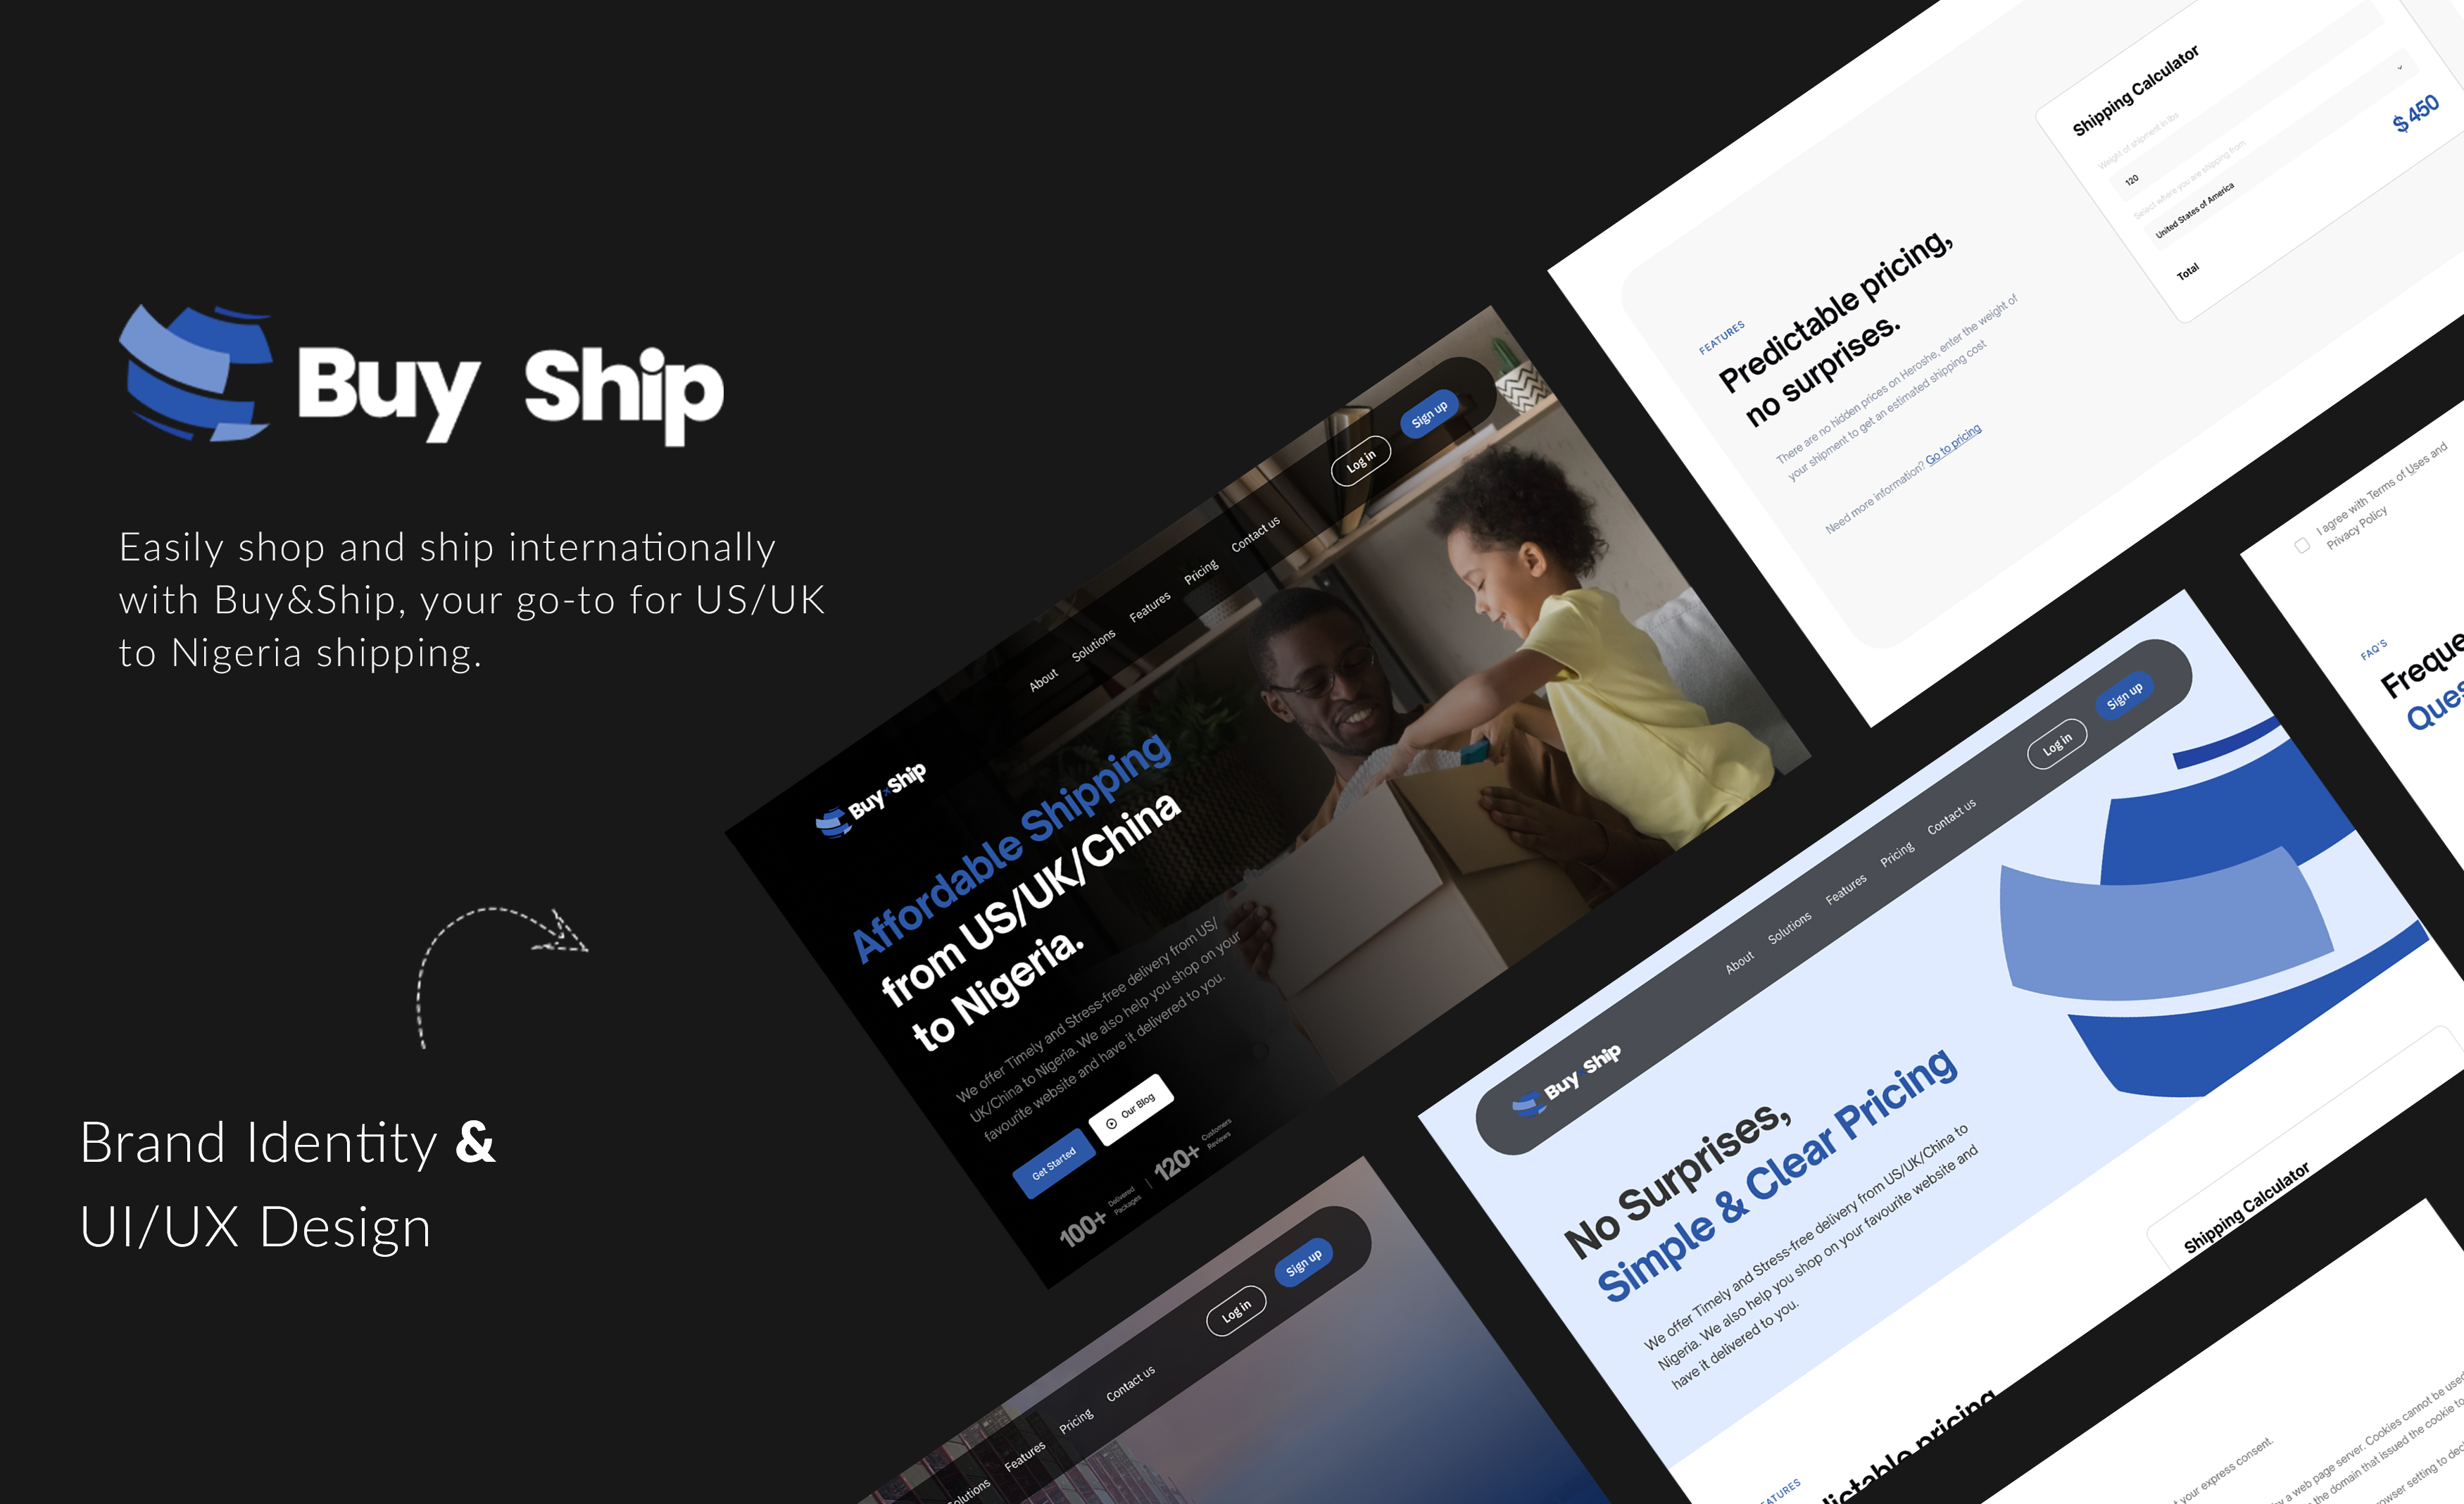 Buy Ship
Easily shop and ship internationally
with Buy&Ship, your go-to for US/UK
to Nigeria shipping.
Brand Identity &
UI/UX Design
Buy Ship
About
Solutions
Features
Pricing
Contact us
Log in
Sign up
Affordable Shipping
from US/UK/China
to Nigeria.
We offer Timely and Stress-free delivery from US/
UK/China to Nigeria. We also help you shop on your
favourite website and have it delivered to you.
Get Started
Our Blog
100+
Delivered
Packages
120+
Customers
Reviews
FEATURES
Predictable pricing,
no surprises.
There are no hidden prices on Heroshe, enter the weight of
your shipment to get an estimated shipping cost
Need more information? Go to pricing
Shipping Calculator
Weight of shipment in lbs
120
Select where you are shipping from
United States of America
Total
$ 450
I agree with Terms of Uses and
Privacy Policy
FAQ'S
Freque
Ques
Buy Ship
About
Solutions
Features
Pricing
Contact us
Log in
Sign up
No Surprises,
Simple & Clear Pricing
We offer Timely and Stress-free delivery from US/UK/China to
Nigeria. We also help you shop on your favourite website and
have it delivered to you.
Shipping Calculator
EATURES
dictable pricing
olutions
Features
Pricing
Contact us
Log in
Sign up
your express consent.
a web page server. Cookies cannot be used
the domain that issued the cookie to
owser setting to decl